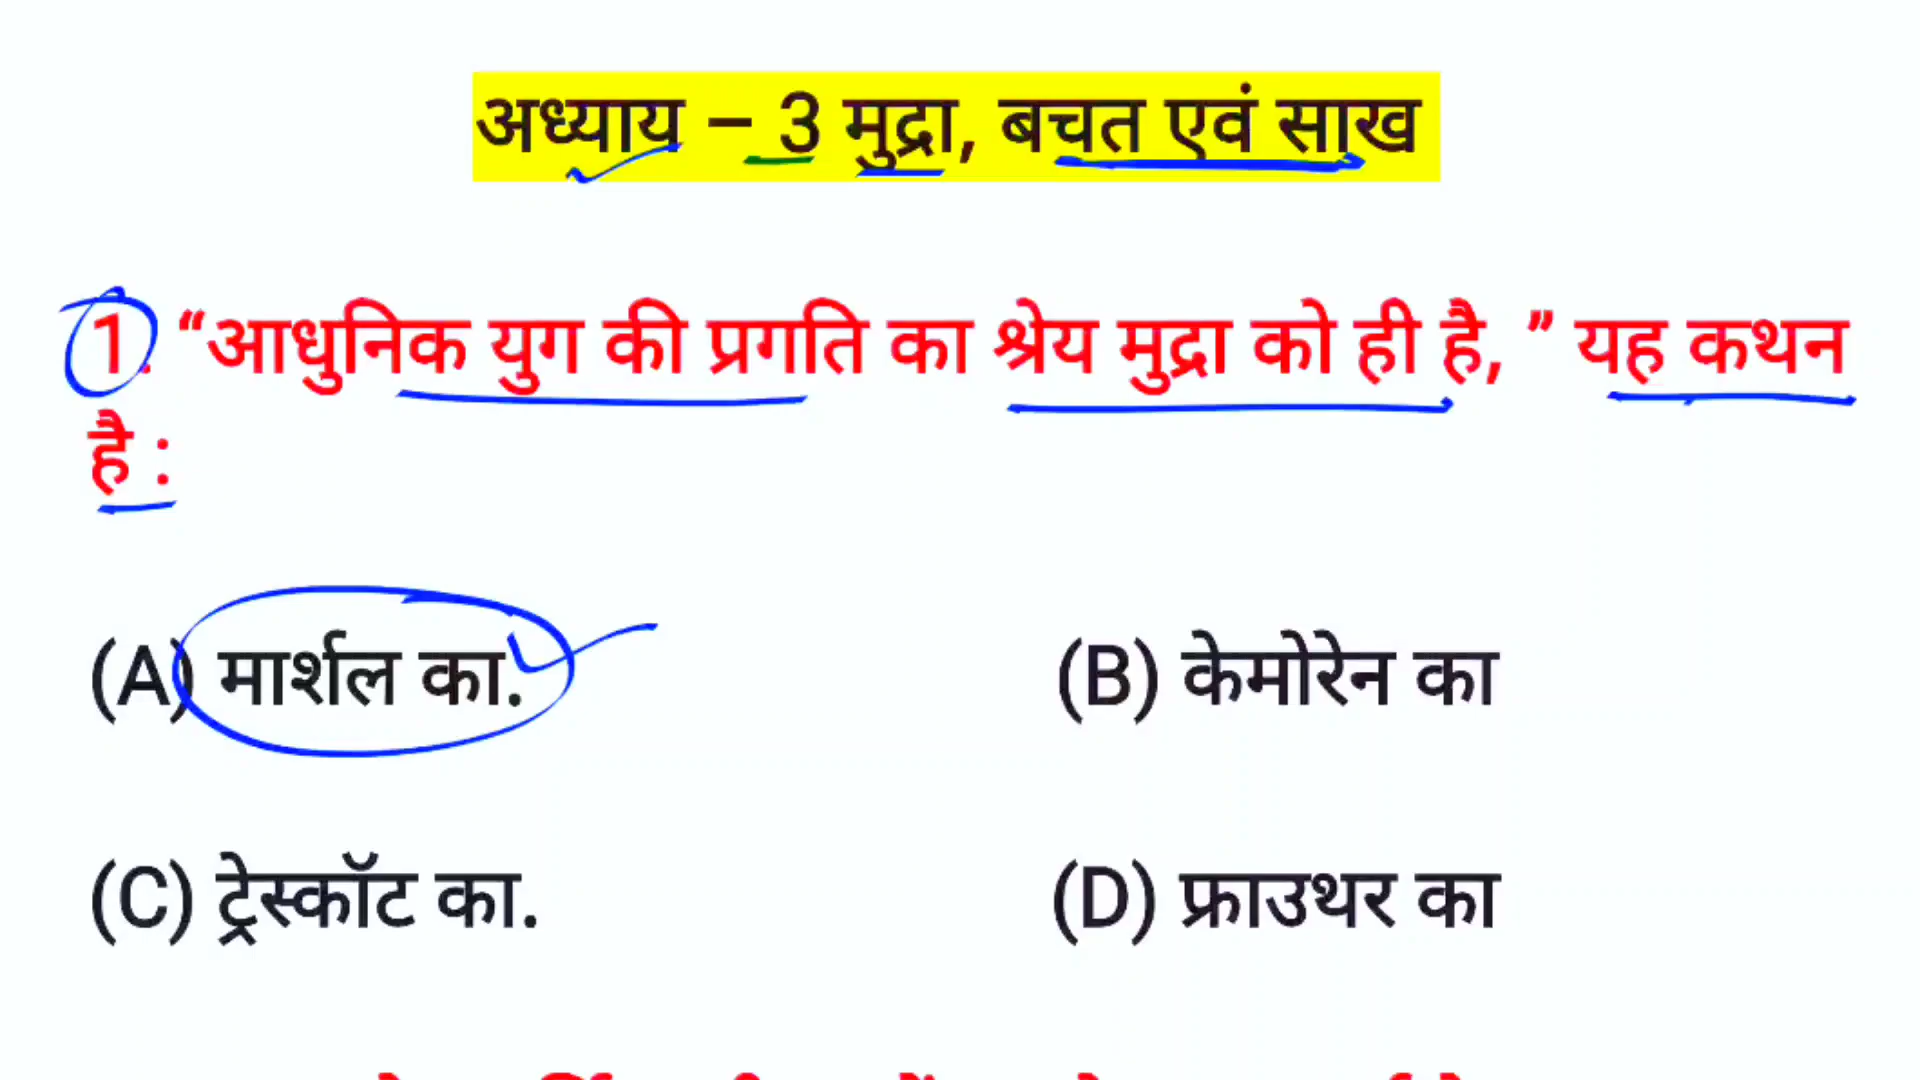 अध्याय – 3 मुद्रा, बचत एवं साख
1. “आधुनिक युग की प्रगति का श्रेय मुद्रा को ही है, ” यह कथन
है :
(A) मार्शल का. (B) केमोरेन का
(C) ट्रेस्कॉट का. (D) फ्राउथर का